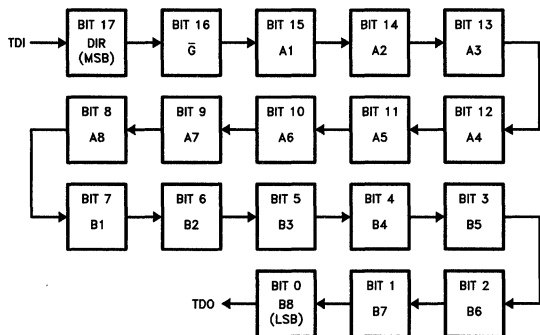 TDI
BIT 17
DIR
(MSB)
BIT 16
G̅
BIT 15
A1
BIT 14
A2
BIT 13
A3
BIT 8
A8
BIT 9
A7
BIT 10
A6
BIT 11
A5
BIT 12
A4
BIT 7
B1
BIT 6
B2
BIT 5
B3
BIT 4
B4
BIT 3
B5
TDO
BIT 0
B8
(LSB)
BIT 1
B7
BIT 2
B6